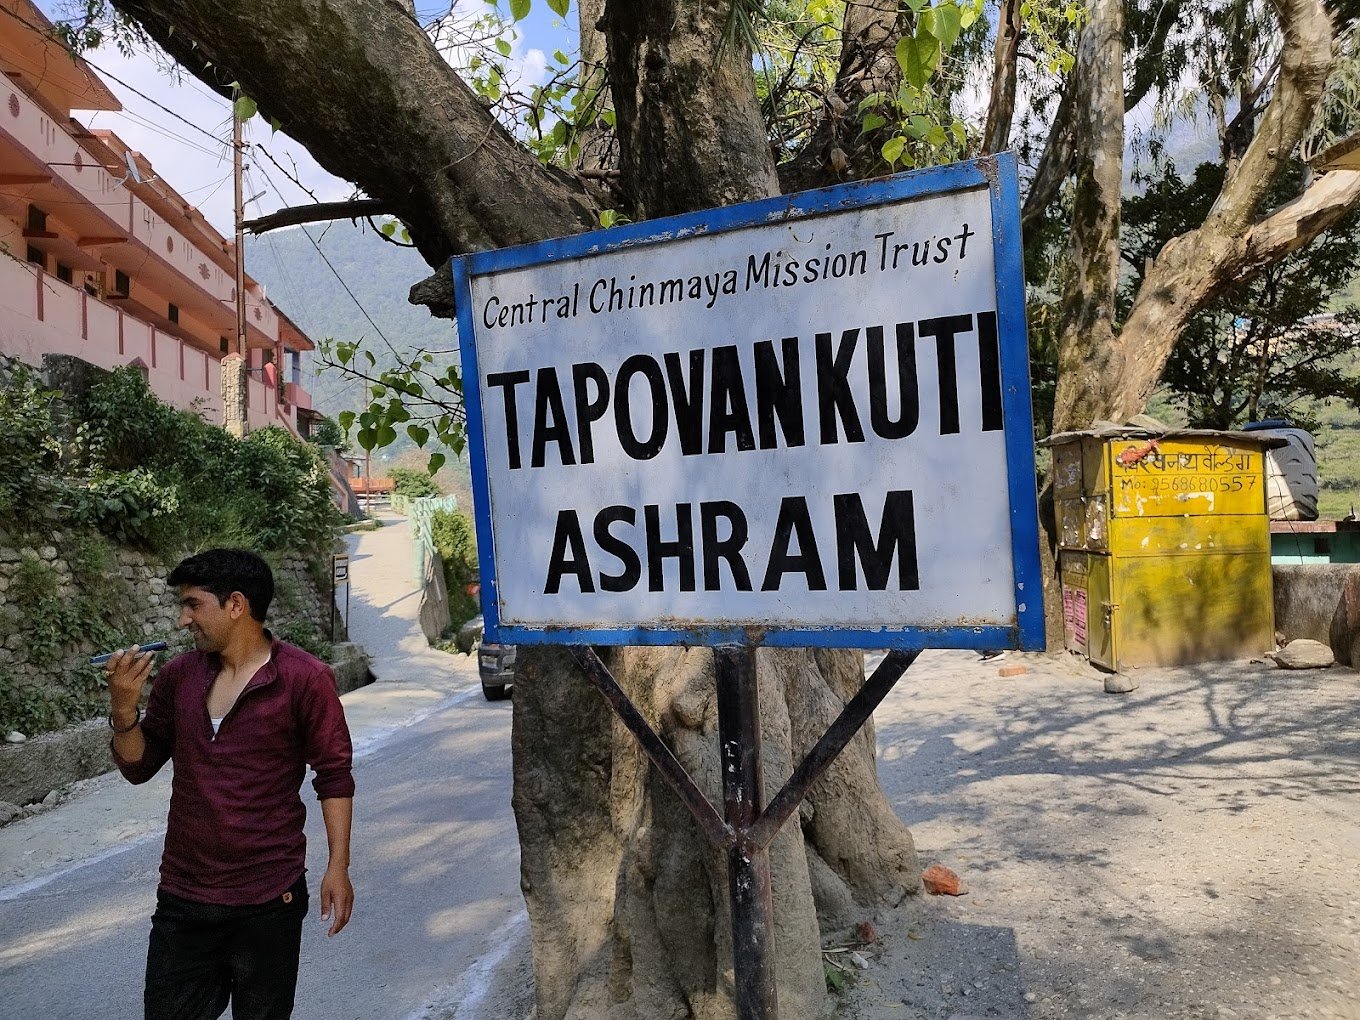 Central Chinmaya Mission Trust
TAPOVAN KUTI
ASHRAM
वैल्डिंग
Mo: 9568680557